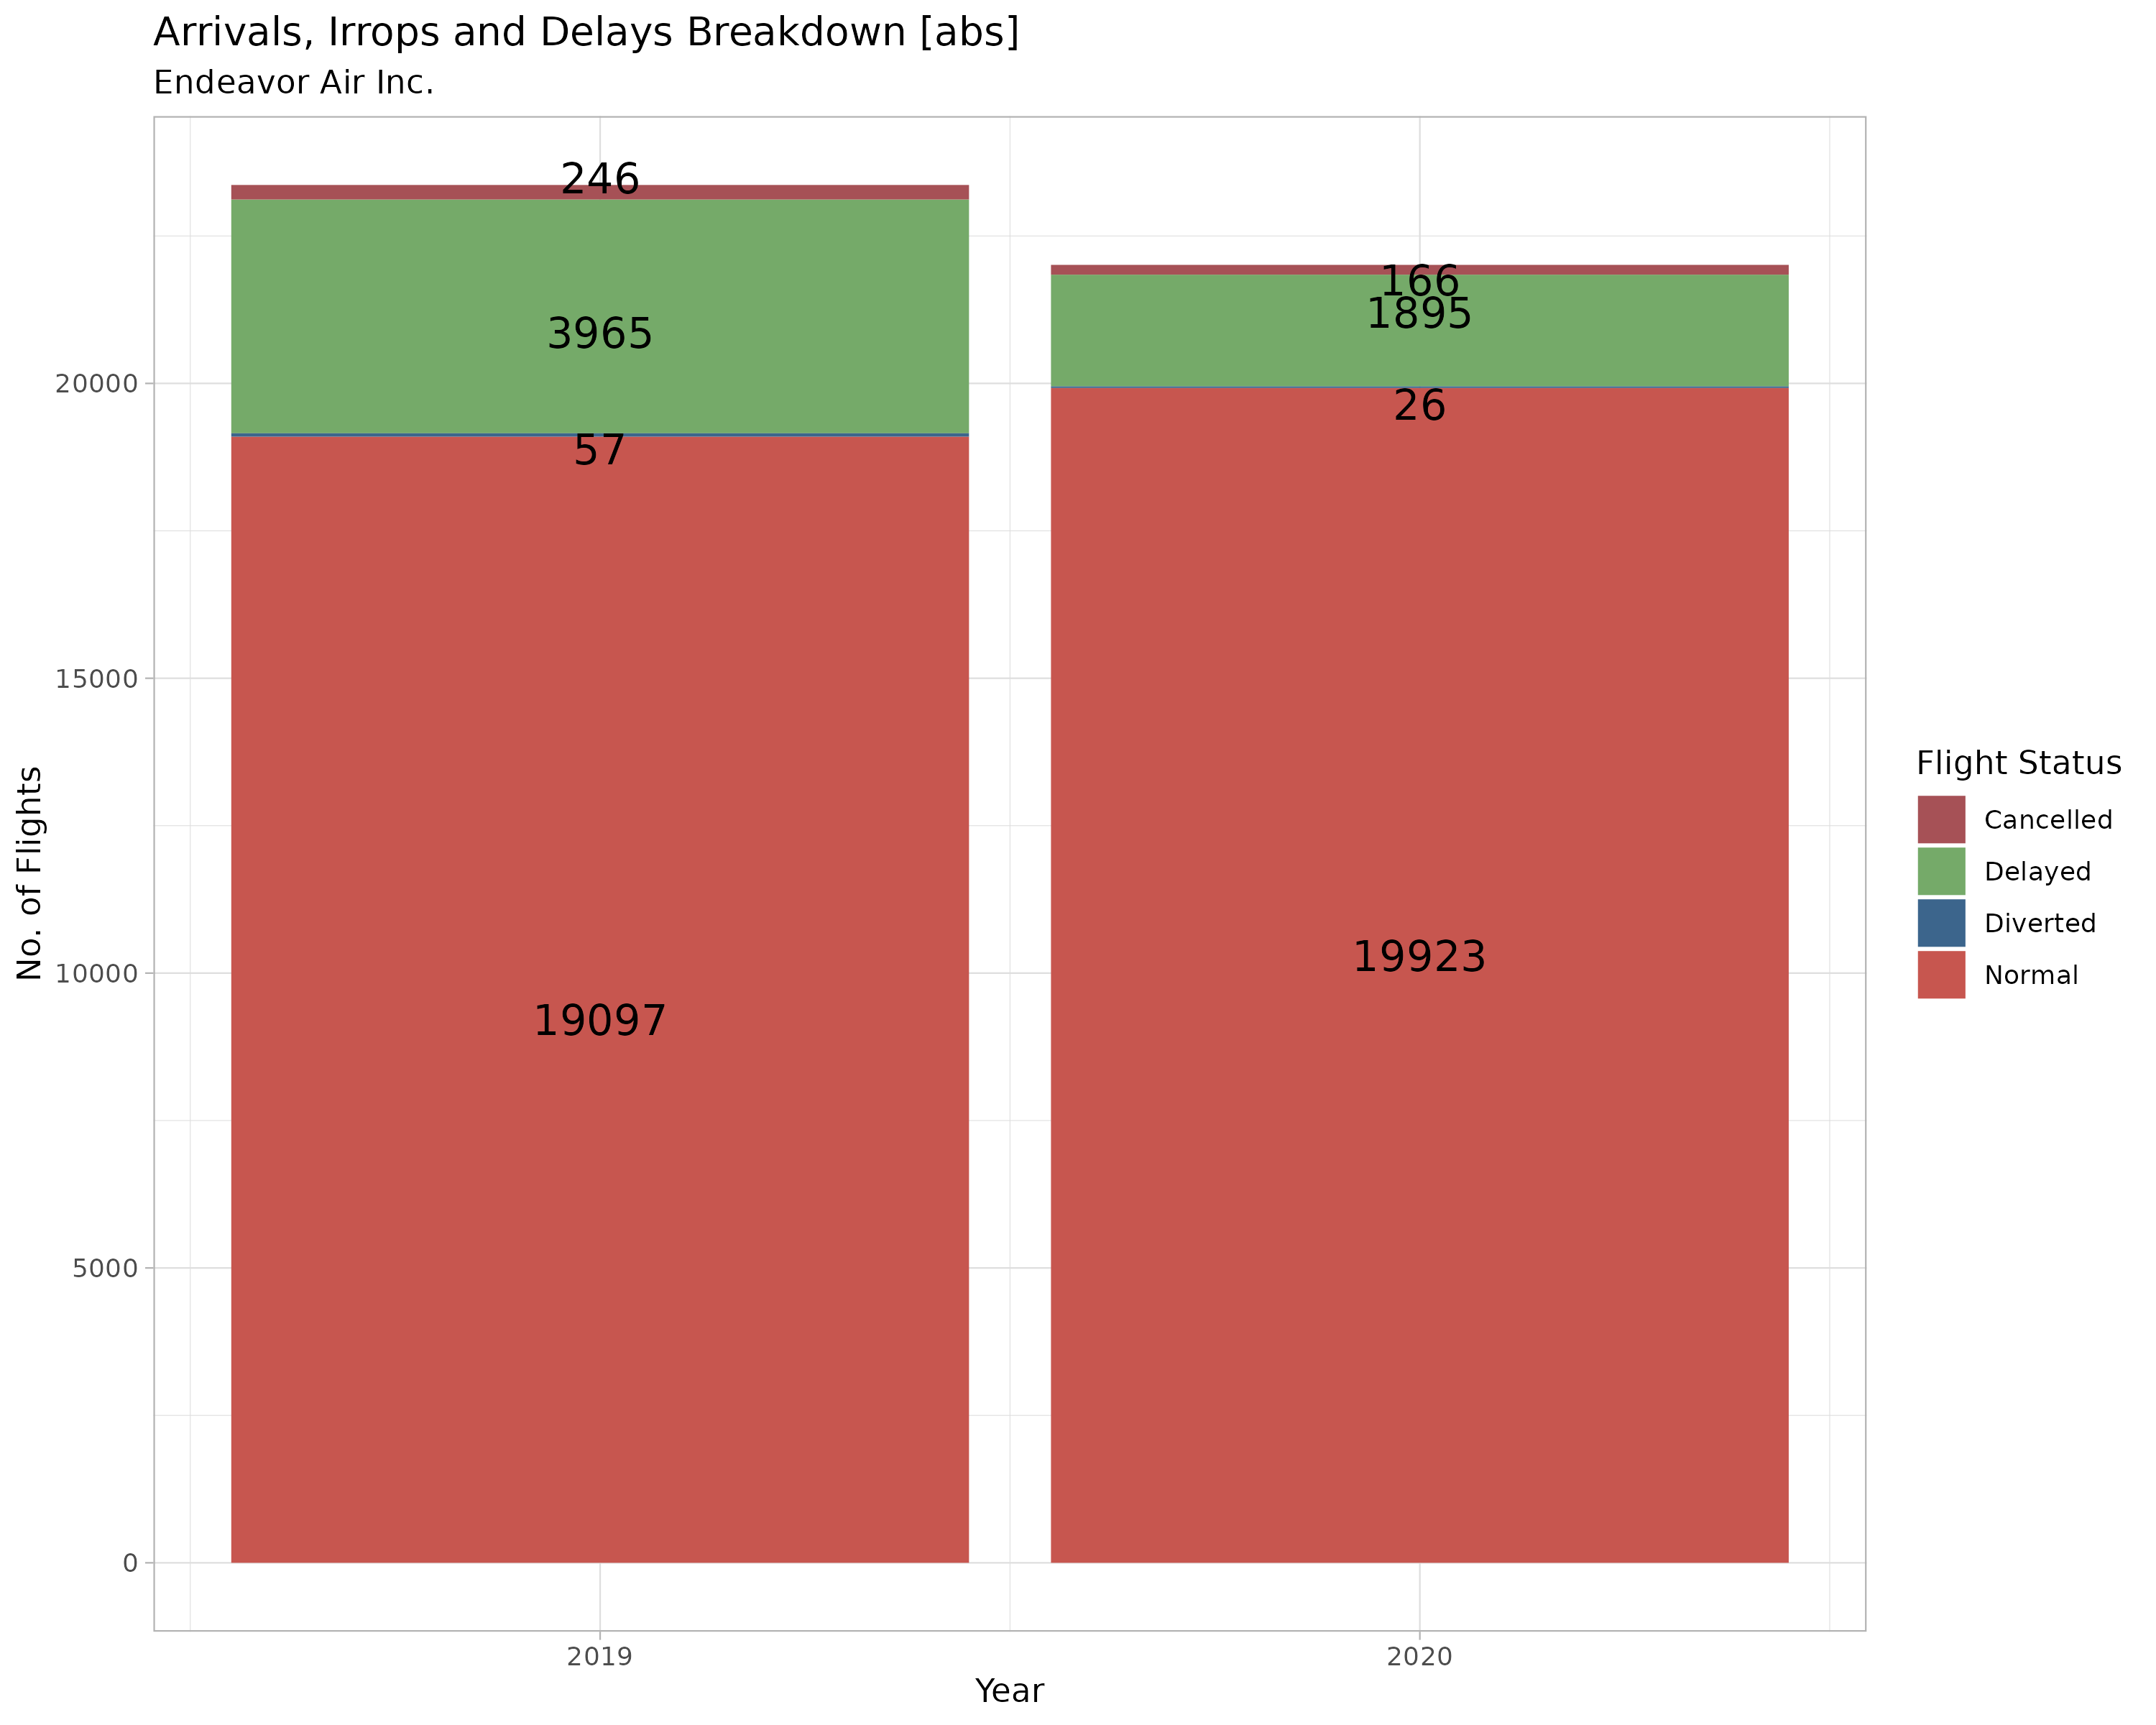 Arrivals, Irrops and Delays Breakdown [abs]
Endeavor Air Inc.
246
3965
57
19097
166
1895
26
19923
20000
15000
10000
5000
0
No. of Flights
2019
2020
Year
Flight Status
Cancelled
Delayed
Diverted
Normal